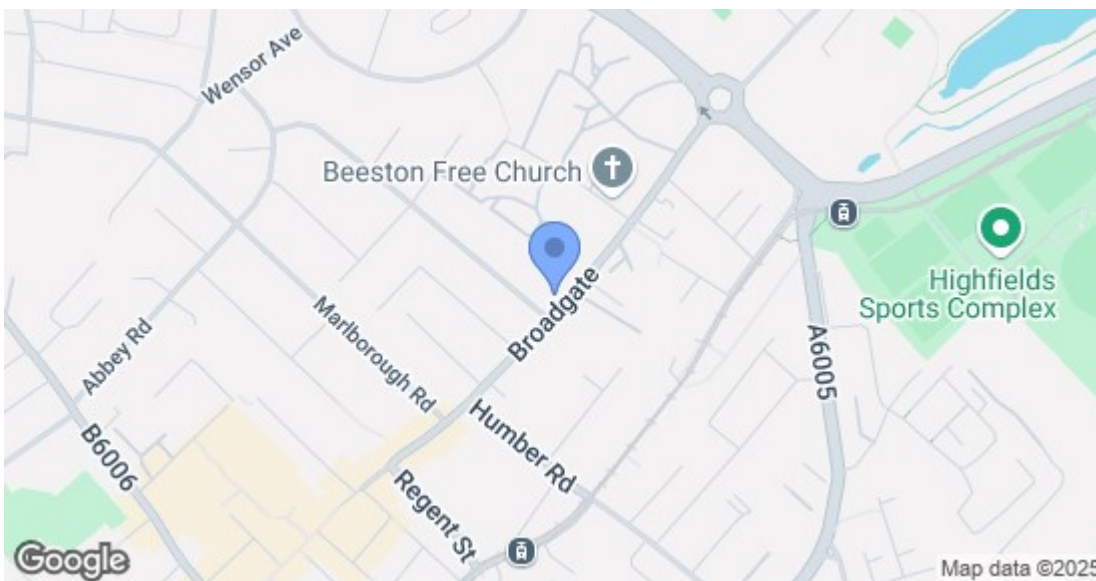 Wensor Ave
Beeston Free Church
Highfields
Sports Complex
Broadgate
Marlborough Rd
A6005
Abbey Rd
Humber Rd
B6006
Regent St
Google
Map data ©2025